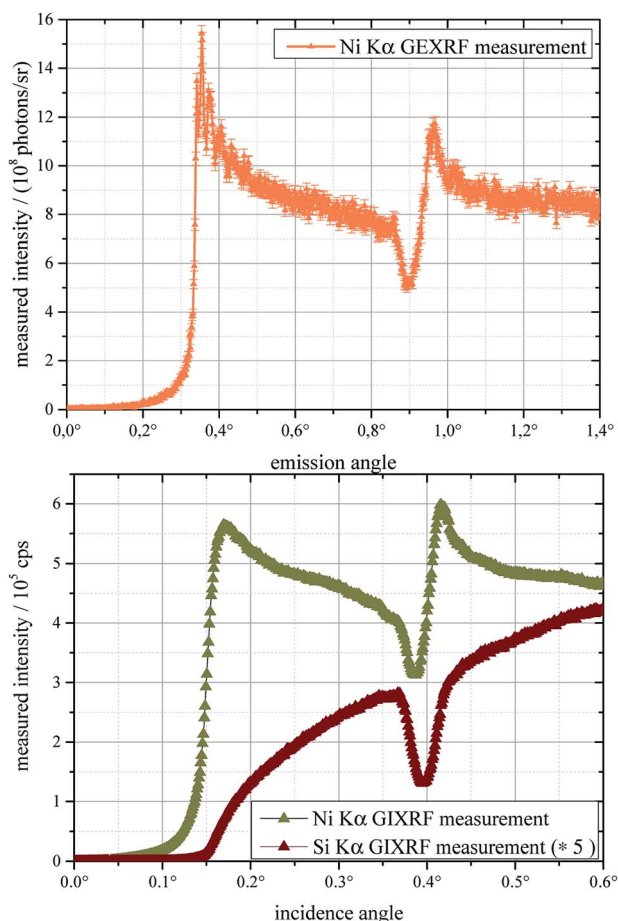 16
Ni Kα GEXRF measurement
14
12
10
8
6
4
2
0
measured intensity / (10⁸ photons/sr)
0,0° 0,2° 0,4° 0,6° 0,8° 1,0° 1,2° 1,4°
emission angle
6
5
4
3
2
1
0
measured intensity / 10⁵ cps
Ni Kα GIXRF measurement
Si Kα GIXRF measurement (* 5 )
0.0° 0.1° 0.2° 0.3° 0.4° 0.5° 0.6°
incidence angle